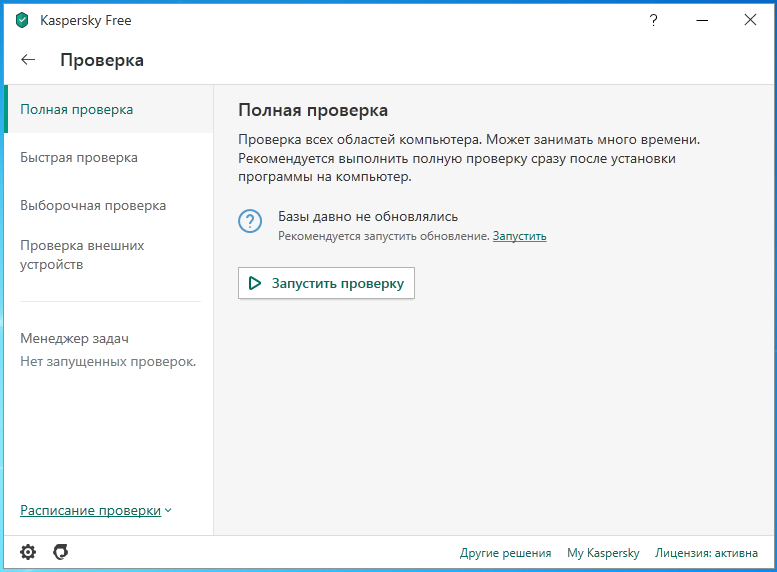 Kaspersky Free
?
Проверка
Полная проверка
Быстрая проверка
Выборочная проверка
Проверка внешних
устройств
Менеджер задач
Нет запущенных проверок.
Расписание проверки
Полная проверка
Проверка всех областей компьютера. Может занимать много времени.
Рекомендуется выполнить полную проверку сразу после установки
программы на компьютер.
?
Базы давно не обновлялись
Рекомендуется запустить обновление. Запустить
Запустить проверку
Другие решения My Kaspersky Лицензия: активна